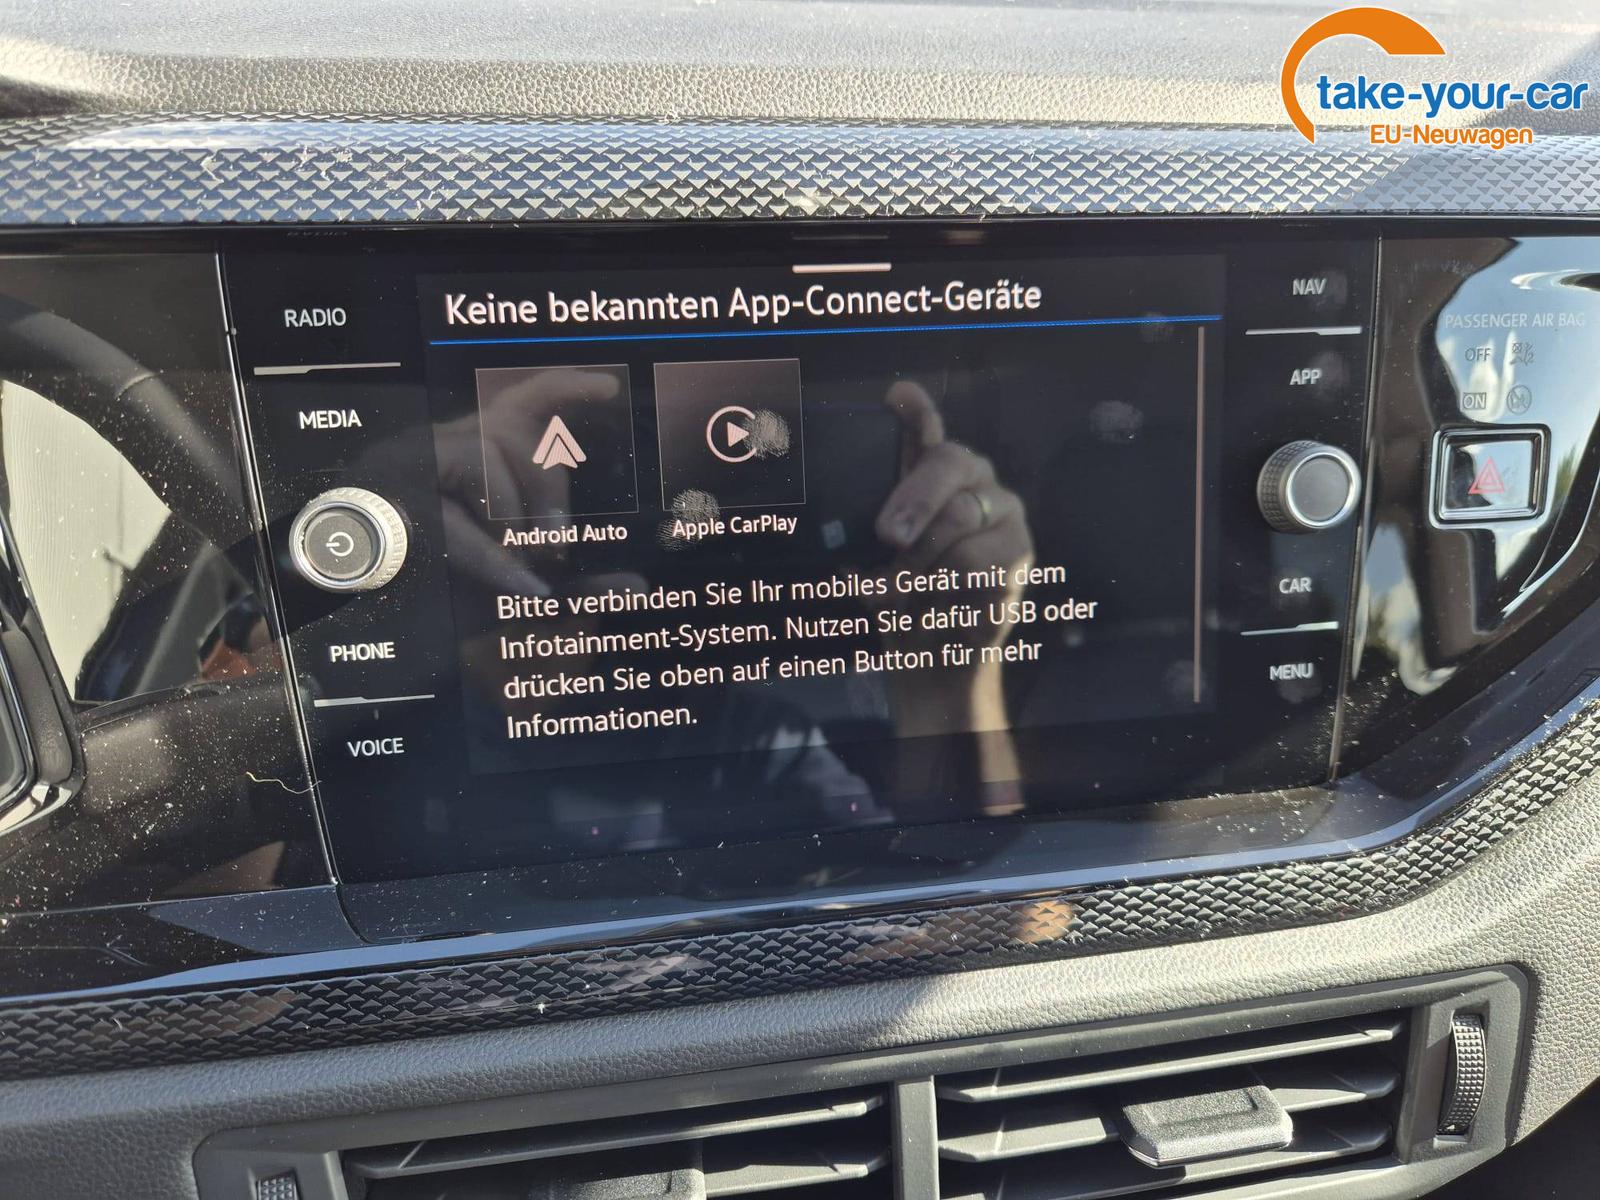 take-your-car
EU-Neuwagen
RADIO
MEDIA
PHONE
VOICE
Keine bekannten App-Connect-Geräte
Android Auto
Apple CarPlay
Bitte verbinden Sie Ihr mobiles Gerät mit dem
Infotainment-System. Nutzen Sie dafür USB oder
drücken Sie oben auf einen Button für mehr
Informationen.
NAV
APP
CAR
MENU
PASSENGER AIR BAG
OFF
ON